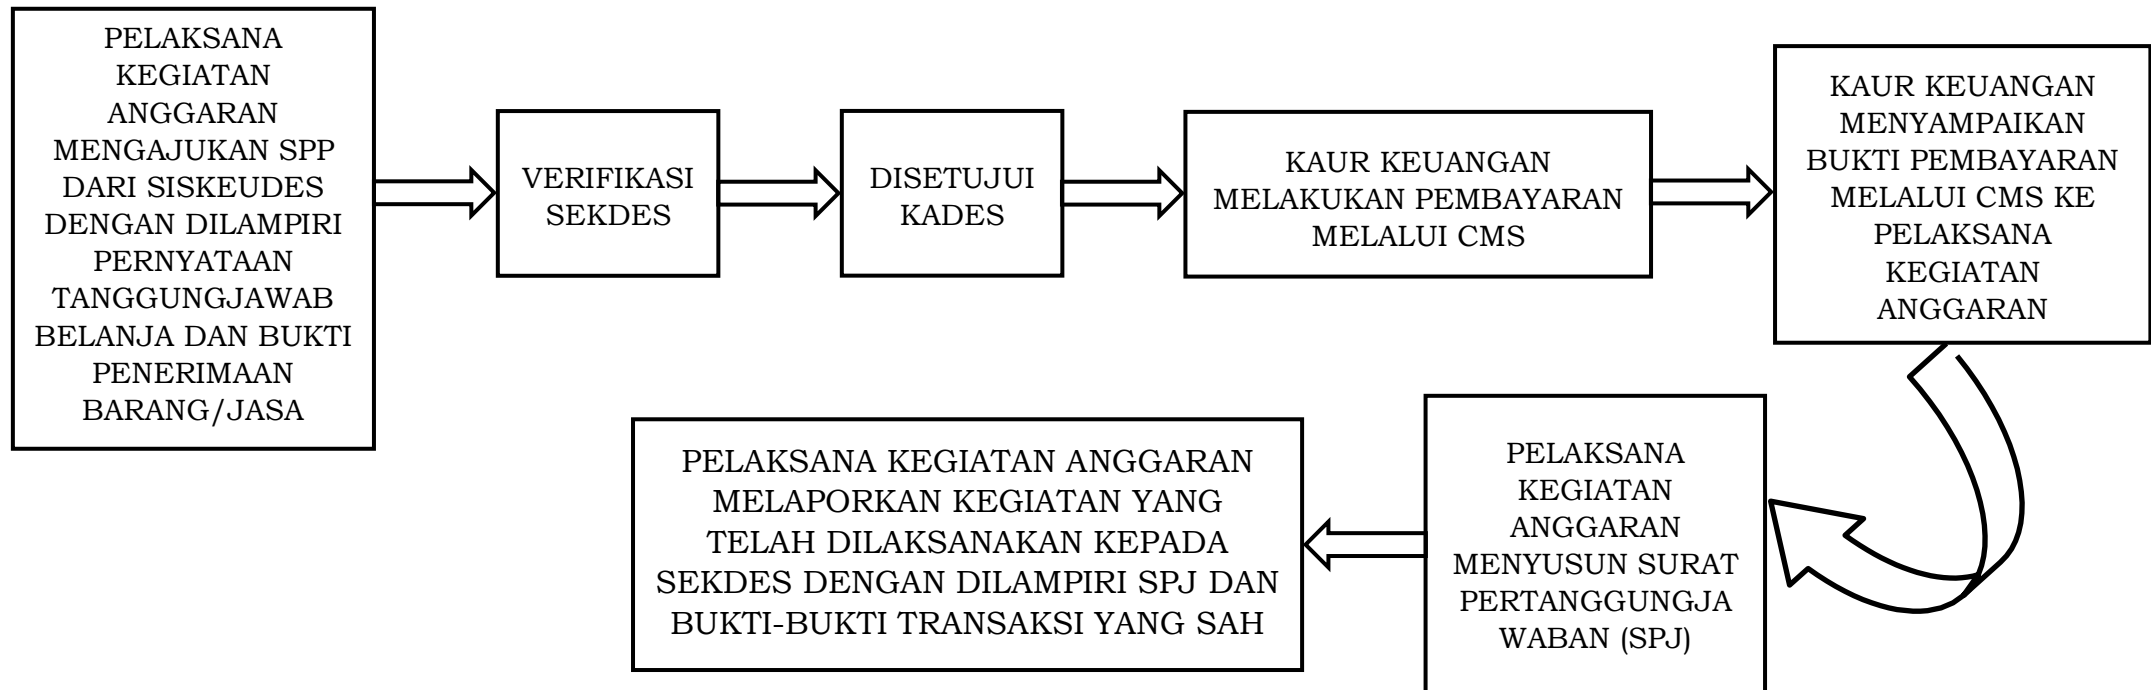 PELAKSANA
KEGIATAN
ANGGARAN
MENGAJUKAN SPP
DARI SISKEUDES
DENGAN DILAMPIRI
PERNYATAAN
TANGGUNGJAWAB
BELANJA DAN BUKTI
PENERIMAAN
BARANG/JASA
VERIFIKASI
SEKDES
DISETUJUI
KADES
KAUR KEUANGAN
MELAKUKAN PEMBAYARAN
MELALUI CMS
KAUR KEUANGAN
MENYAMPAIKAN
BUKTI PEMBAYARAN
MELALUI CMS KE
PELAKSANA
KEGIATAN
ANGGARAN
PELAKSANA
KEGIATAN
ANGGARAN
MENYUSUN SURAT
PERTANGGUNGJA
WABAN (SPJ)
PELAKSANA KEGIATAN ANGGARAN
MELAPORKAN KEGIATAN YANG
TELAH DILAKSANAKAN KEPADA
SEKDES DENGAN DILAMPIRI SPJ DAN
BUKTI-BUKTI TRANSAKSI YANG SAH